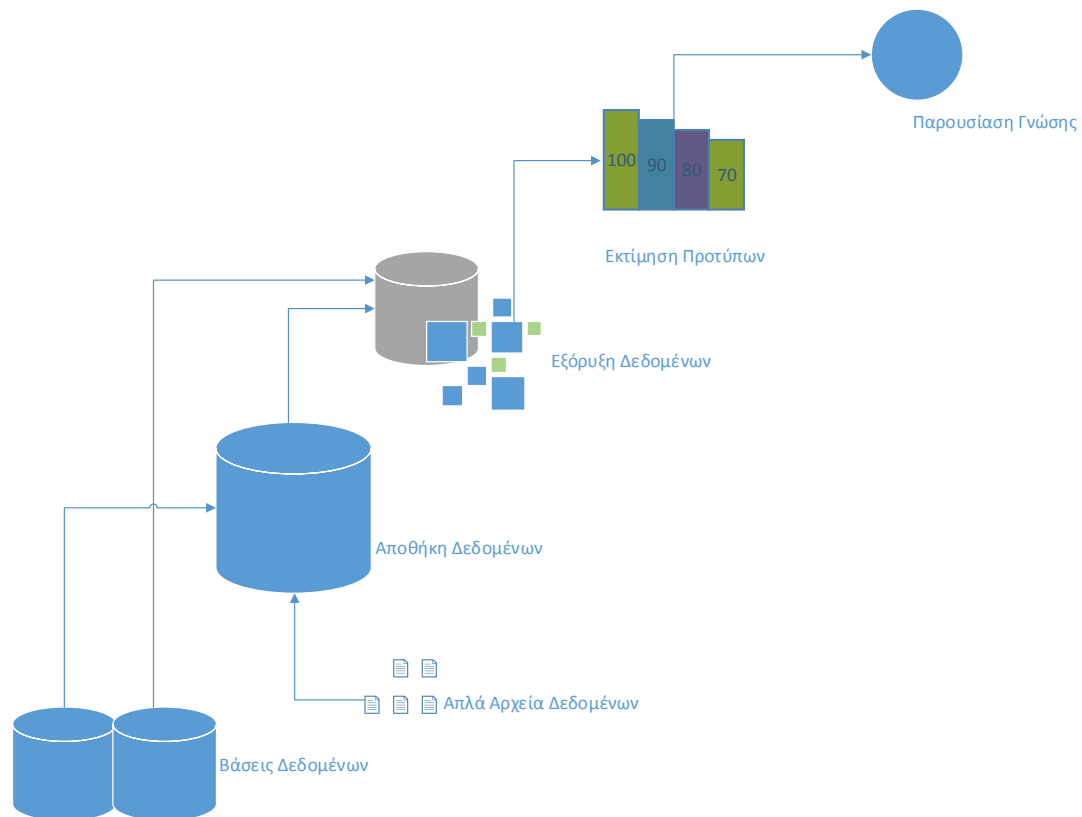 Παρουσίαση Γνώσης
100 90 80 70
Εκτίμηση Προτύπων
Εξόρυξη Δεδομένων
Αποθήκη Δεδομένων
Απλά Αρχεία Δεδομένων
Βάσεις Δεδομένων